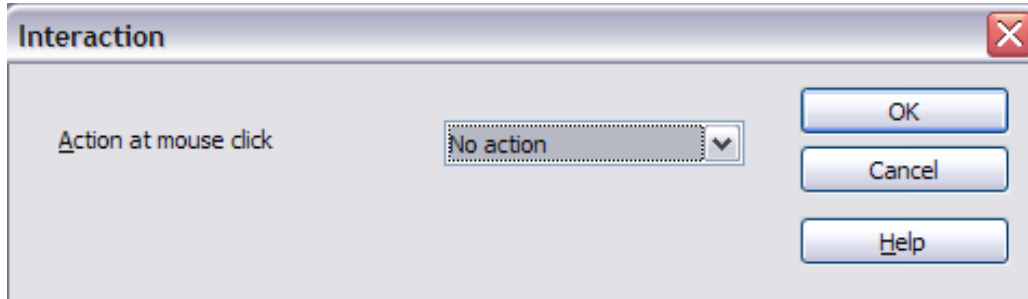 Interaction
Action at mouse click
No action
OK
Cancel
Help